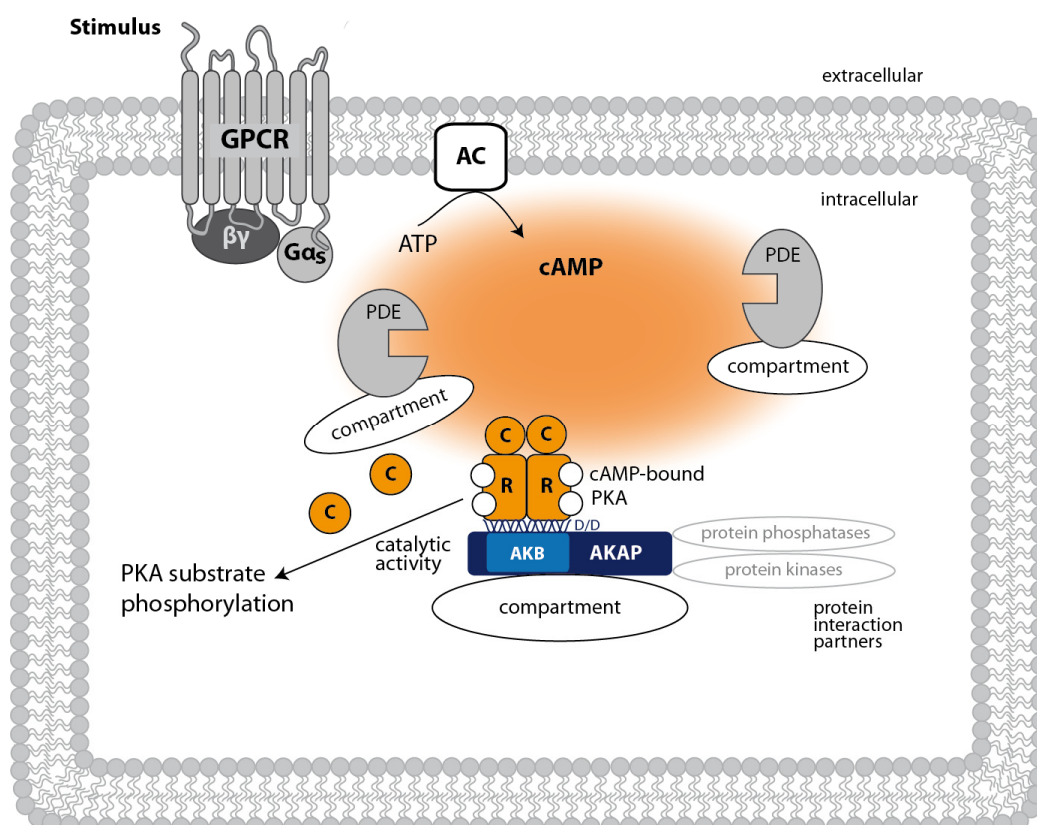 Stimulus
extracellular
GPCR
AC
intracellular
βγ
Gαs
ATP
cAMP
PDE
PDE
compartment
compartment
C
C
C
C
R
R
cAMP-bound
PKA
D/D
catalytic
activity
AKB
AKAP
protein phosphatases
protein kinases
PKA substrate
phosphorylation
compartment
protein
interaction
partners